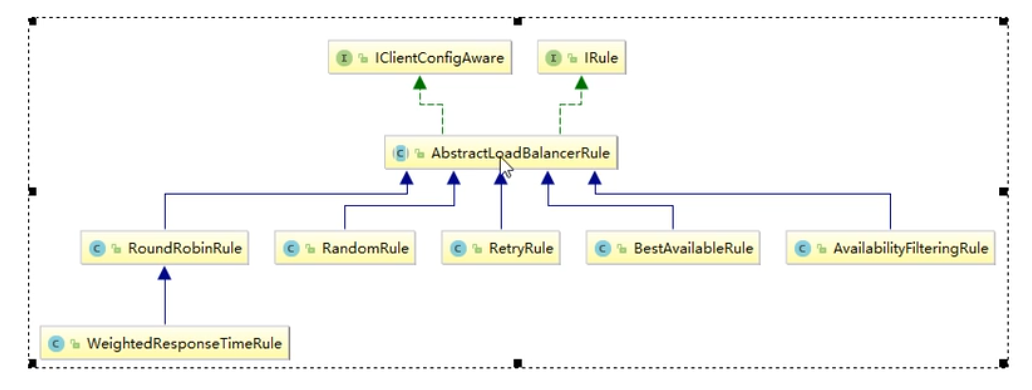 IClientConfigAware
IRule
AbstractLoadBalancerRule
RoundRobinRule
RandomRule
RetryRule
BestAvailableRule
AvailabilityFilteringRule
WeightedResponseTimeRule